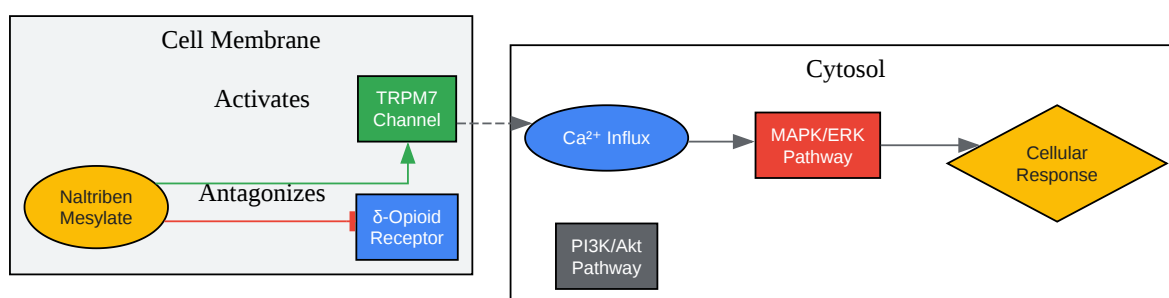 Cell Membrane
Activates
TRPM7
Channel
Antagonizes
Naltriben
Mesylate
δ-Opioid
Receptor
Cytosol
Ca²⁺ Influx
MAPK/ERK
Pathway
Cellular
Response
PI3K/Akt
Pathway